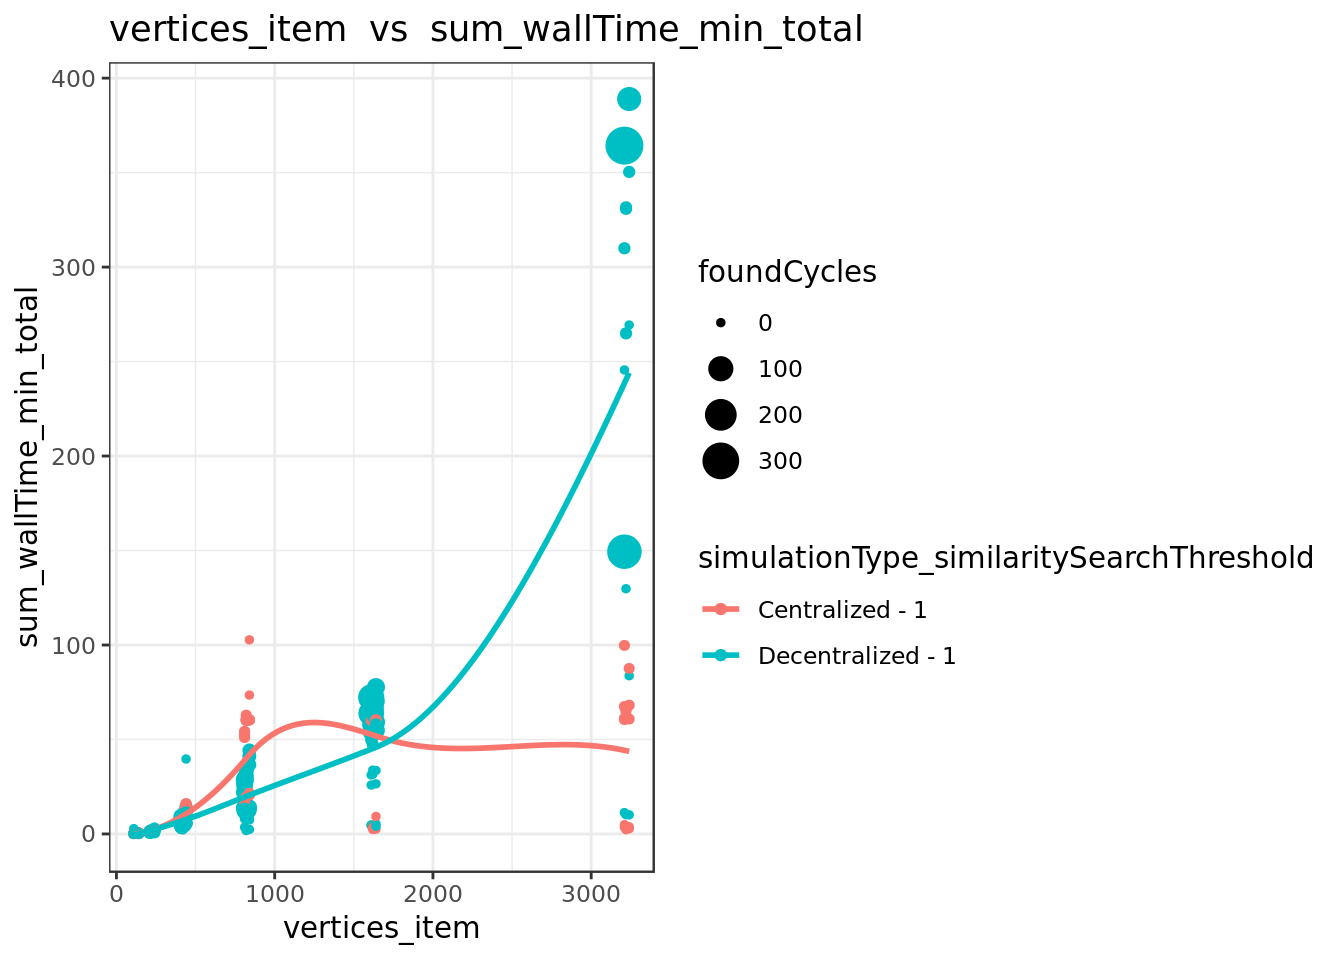 vertices_item  vs  sum_wallTime_min_total
400
300
200
100
0
sum_wallTime_min_total
0
1000
2000
3000
vertices_item
foundCycles
0
100
200
300
simulationType_similaritySearchThreshold
Centralized - 1
Decentralized - 1